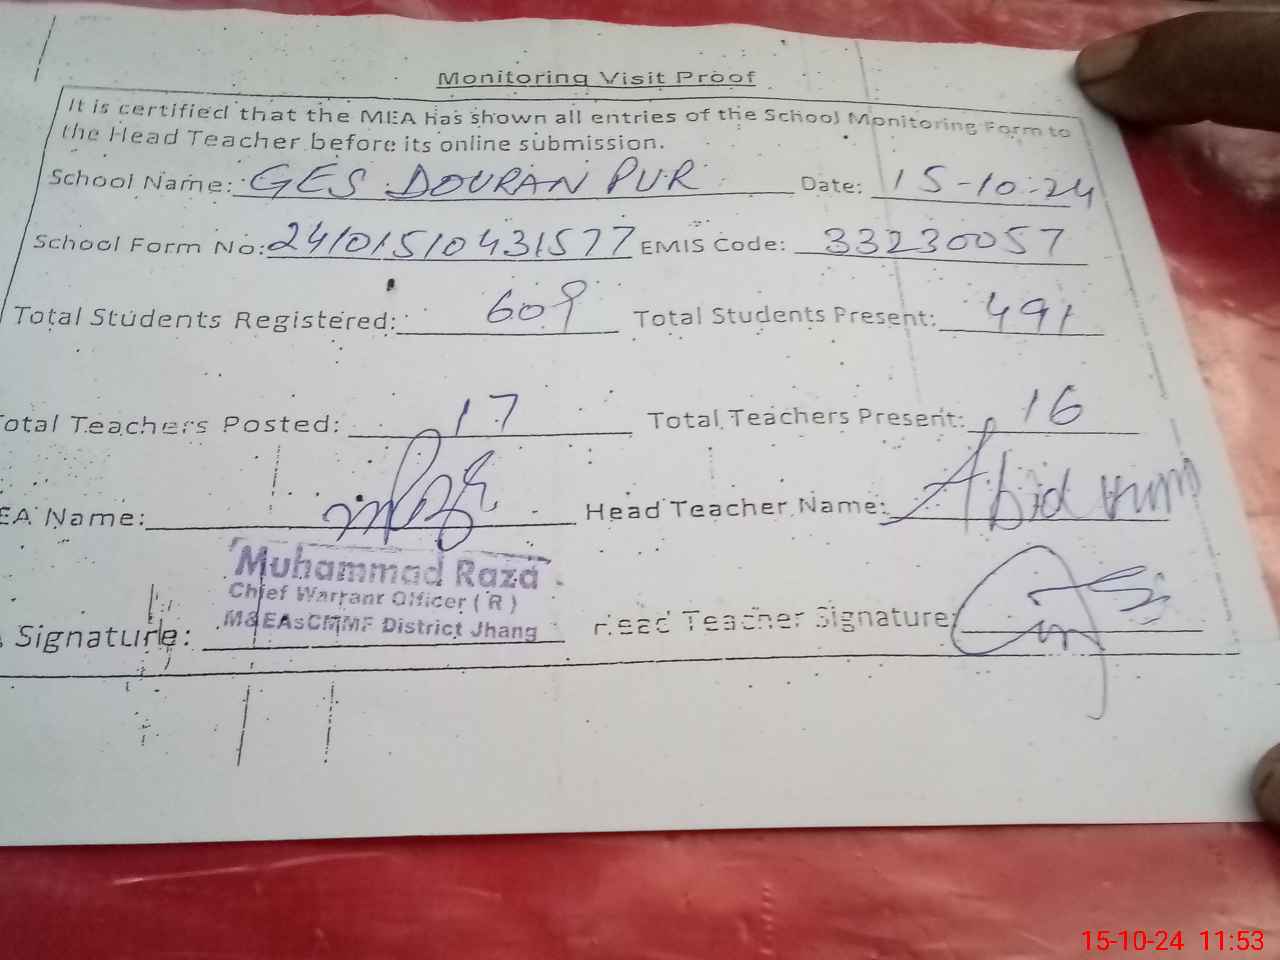 Monitoring Visit Proof
It is certified that the MEA has shown all entries of the School Monitoring Form to
the Head Teacher before its online submission.
School Name: GES DOURAN PUR Date: 15-10-24
School Form No: 24101510431577 EMIS Code: 33230057
Total Students Registered: 609 Total Students Present: 491
otal Teachers Posted: 17 Total Teachers Present: 16
EA Name: Head Teacher Name: Abid
Muhammad Raza
Chief Warrant Officer ( R )
M&EAsCMMF District Jhang
Signature: Head Teacher Signature
15-10-24 11:53